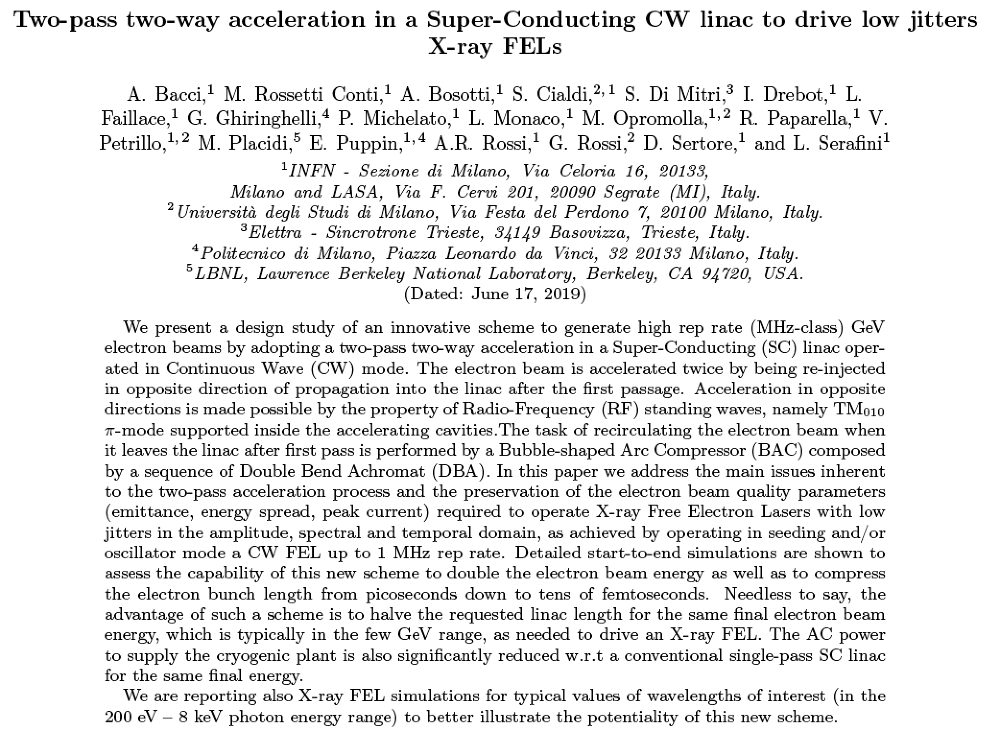 Two-pass two-way acceleration in a Super-Conducting CW linac to drive low jitters
X-ray FELs
A. Bacci,¹ M. Rossetti Conti,¹ A. Bosotti,¹ S. Cialdi,²,¹ S. Di Mitri,³ I. Drebot,¹ L.
Faillace,¹ G. Ghiringhelli,⁴ P. Michelato,¹ L. Monaco,¹ M. Opromolla,¹,² R. Paparella,¹ V.
Petrillo,¹,² M. Placidi,⁵ E. Puppin,¹,⁴ A.R. Rossi,¹ G. Rossi,² D. Sertore,¹ and L. Serafini¹
¹INFN - Sezione di Milano, Via Celoria 16, 20133,
Milano and LASA, Via F. Cervi 201, 20090 Segrate (MI), Italy.
²Università degli Studi di Milano, Via Festa del Perdono 7, 20100 Milano, Italy.
³Elettra - Sincrotrone Trieste, 34149 Basovizza, Trieste, Italy.
⁴Politecnico di Milano, Piazza Leonardo da Vinci, 32 20133 Milano, Italy.
⁵LBNL, Lawrence Berkeley National Laboratory, Berkeley, CA 94720, USA.
(Dated: June 17, 2019)
We present a design study of an innovative scheme to generate high rep rate (MHz-class) GeV
electron beams by adopting a two-pass two-way acceleration in a Super-Conducting (SC) linac oper-
ated in Continuous Wave (CW) mode. The electron beam is accelerated twice by being re-injected
in opposite direction of propagation into the linac after the first passage. Acceleration in opposite
directions is made possible by the property of Radio-Frequency (RF) standing waves, namely TM₀₁₀
π-mode supported inside the accelerating cavities.The task of recirculating the electron beam when
it leaves the linac after first pass is performed by a Bubble-shaped Arc Compressor (BAC) composed
by a sequence of Double Bend Achromat (DBA). In this paper we address the main issues inherent
to the two-pass acceleration process and the preservation of the electron beam quality parameters
(emittance, energy spread, peak current) required to operate X-ray Free Electron Lasers with low
jitters in the amplitude, spectral and temporal domain, as achieved by operating in seeding and/or
oscillator mode a CW FEL up to 1 MHz rep rate. Detailed start-to-end simulations are shown to
assess the capability of this new scheme to double the electron beam energy as well as to compress
the electron bunch length from picoseconds down to tens of femtoseconds. Needless to say, the
advantage of such a scheme is to halve the requested linac length for the same final electron beam
energy, which is typically in the few GeV range, as needed to drive an X-ray FEL. The AC power
to supply the cryogenic plant is also significantly reduced w.r.t a conventional single-pass SC linac
for the same final energy.
We are reporting also X-ray FEL simulations for typical values of wavelengths of interest (in the
200 eV – 8 keV photon energy range) to better illustrate the potentiality of this new scheme.